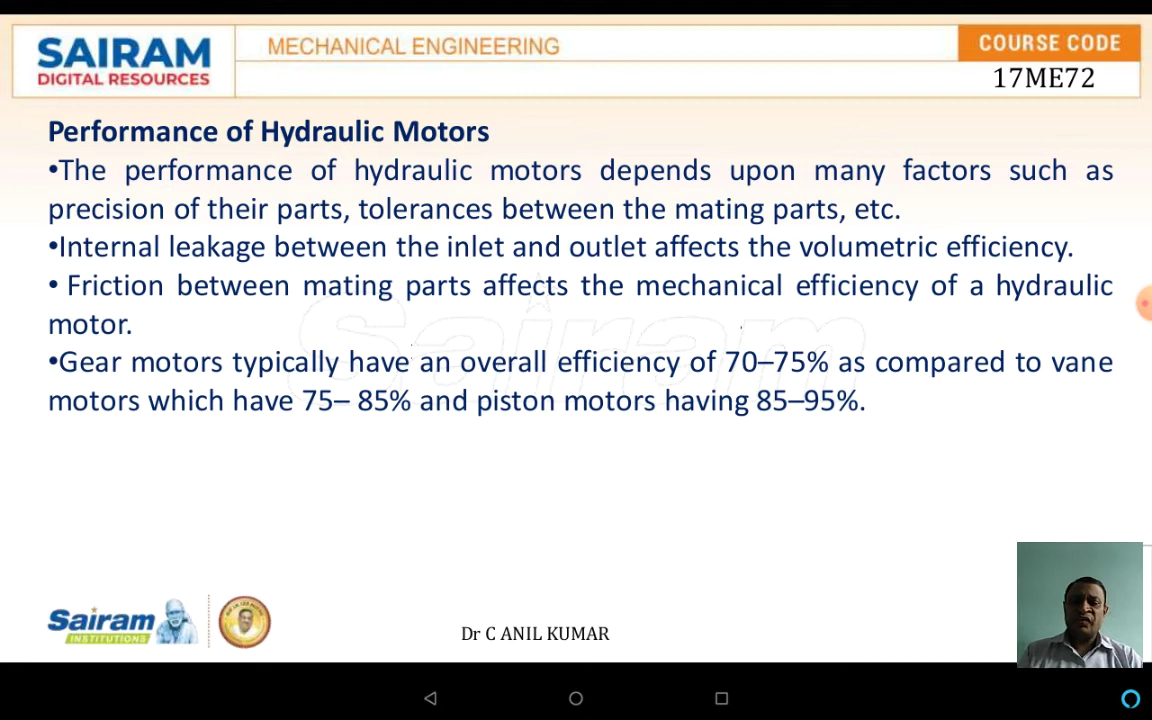 SAIRAM
DIGITAL RESOURCES
MECHANICAL ENGINEERING
COURSE CODE
17ME72
Performance of Hydraulic Motors
•The performance of hydraulic motors depends upon many factors such as
precision of their parts, tolerances between the mating parts, etc.
•Internal leakage between the inlet and outlet affects the volumetric efficiency.
• Friction between mating parts affects the mechanical efficiency of a hydraulic
motor.
•Gear motors typically have an overall efficiency of 70–75% as compared to vane
motors which have 75– 85% and piston motors having 85–95%.
Sairam
Sairam
INSTITUTIONS
Dr C ANIL KUMAR